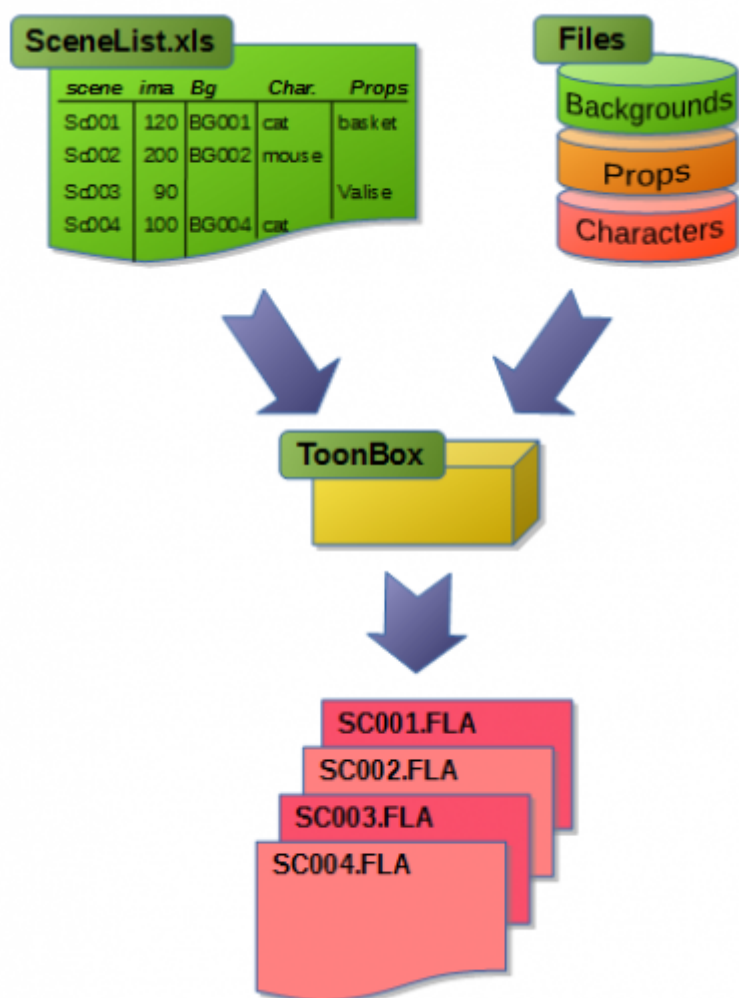 SceneList.xls
scene ima Bg Char. Props
Sc001 120 BG001 cat basket
Sc002 200 BG002 mouse
Sc003 90 Valise
Sc004 100 BG004 cat
Files
Backgrounds
Props
Characters
ToonBox
SC001.FLA
SC002.FLA
SC003.FLA
SC004.FLA